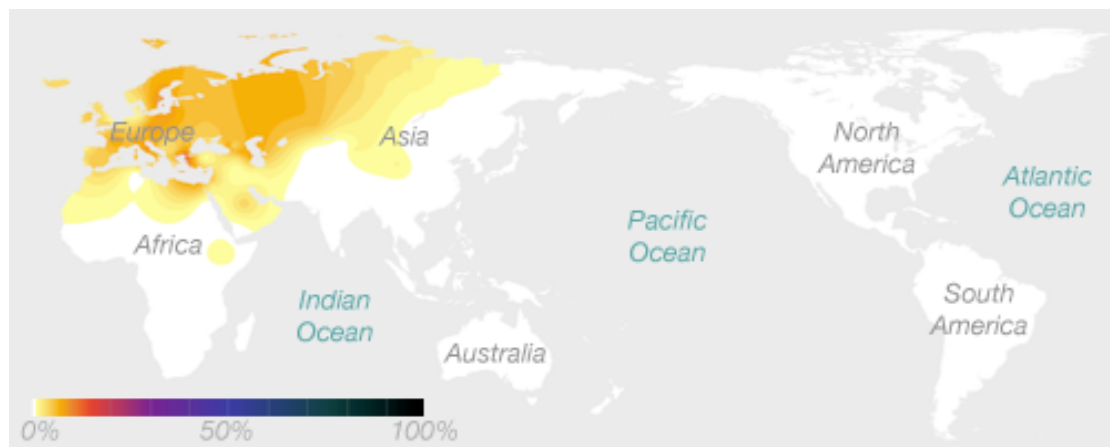 Europe
Asia
North
America
Atlantic
Ocean
Pacific
Ocean
Africa
Indian
Ocean
South
America
Australia
0%
50%
100%